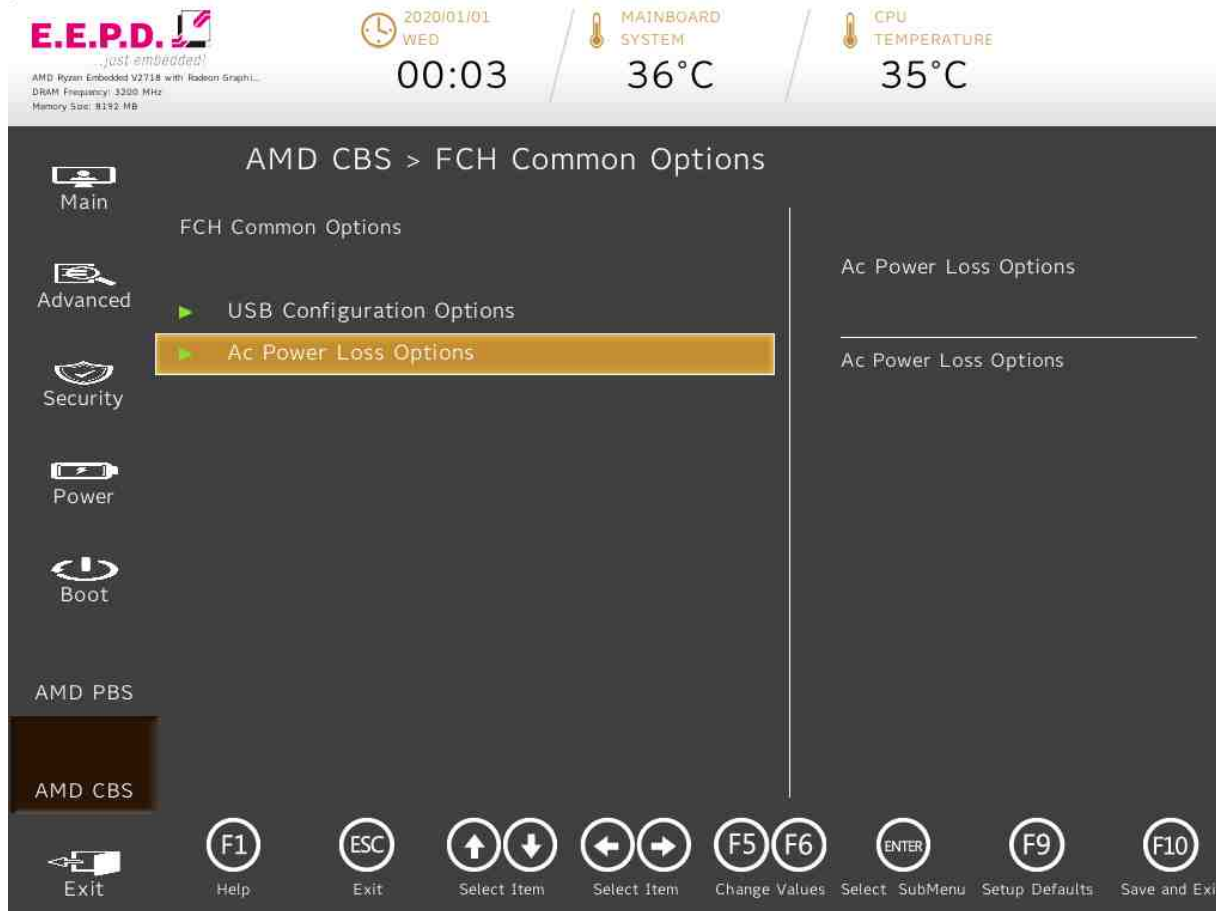 E.E.P.D.
...just embedded!
AMD Ryzen Embedded V2718 with Radeon Graphi...
DRAM Frequency: 3200 MHz
Memory Size: 8192 MB
2020/01/01
WED
00:03
MAINBOARD
SYSTEM
36°C
CPU
TEMPERATURE
35°C
AMD CBS > FCH Common Options
Main
Advanced
Security
Power
Boot
AMD PBS
AMD CBS
Exit
FCH Common Options
USB Configuration Options
Ac Power Loss Options
Ac Power Loss Options
Ac Power Loss Options
F1
Help
ESC
Exit
Select Item
Select Item
F5 F6
Change Values
ENTER
Select SubMenu
F9
Setup Defaults
F10
Save and Exi